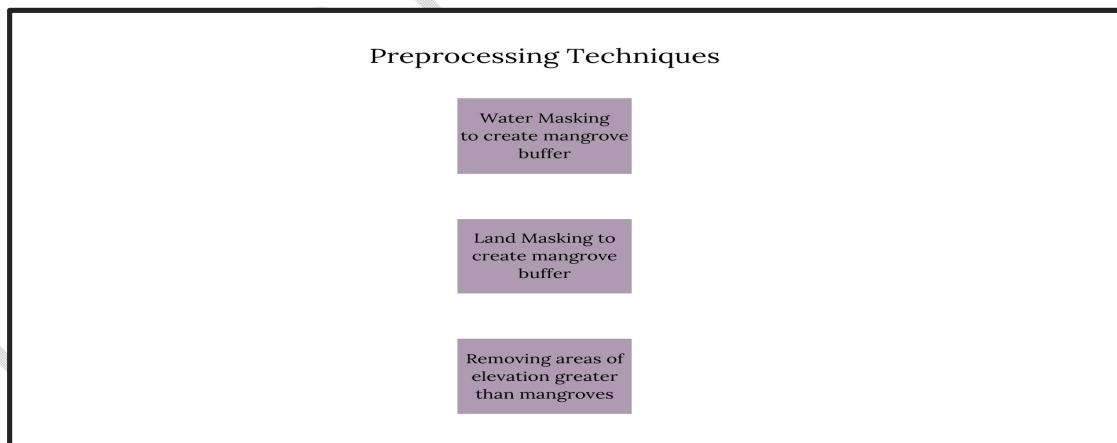 Preprocessing Techniques
Water Masking
to create mangrove
buffer
Land Masking to
create mangrove
buffer
Removing areas of
elevation greater
than mangroves